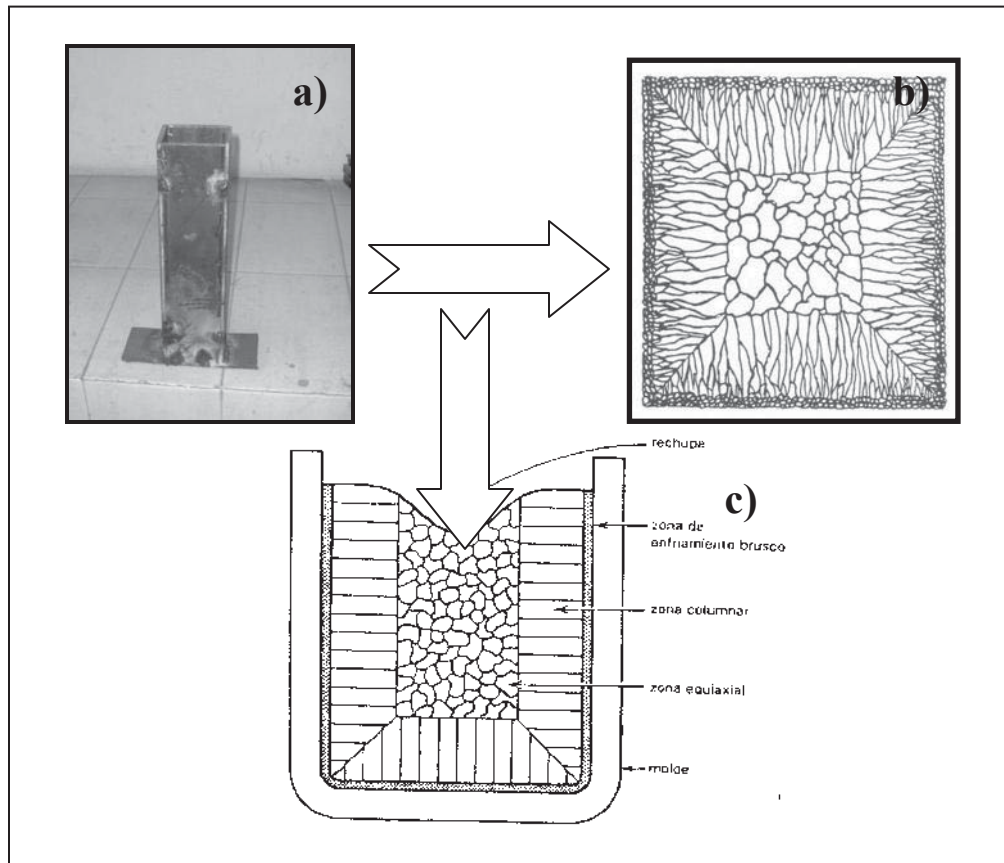 a)
b)
rechupe
c)
zona de
enfriamiento brusco
zona columnar
zona equiaxial
molde